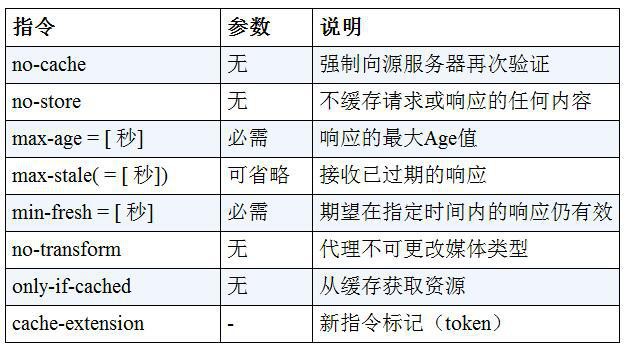 指令 参数 说明
no-cache 无 强制向源服务器再次验证
no-store 无 不缓存请求或响应的任何内容
max-age = [ 秒] 必需 响应的最大Age值
max-stale( = [ 秒]) 可省略 接收已过期的响应
min-fresh = [ 秒] 必需 期望在指定时间内的响应仍有效
no-transform 无 代理不可更改媒体类型
only-if-cached 无 从缓存获取资源
cache-extension - 新指令标记（token）